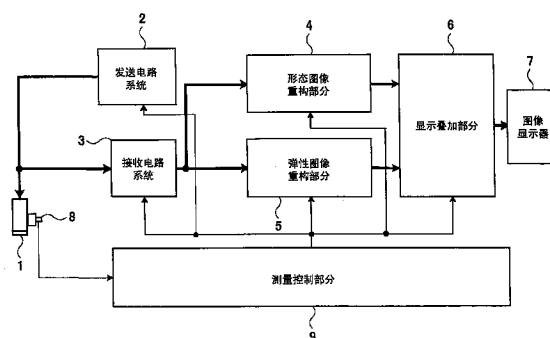 2
发送电路
系统
4
形态图像
重构部分
6
显示叠加部分
7
图像
显示器
3
接收电路
系统
弹性图像
重构部分
5
8
1
测量控制部分
9